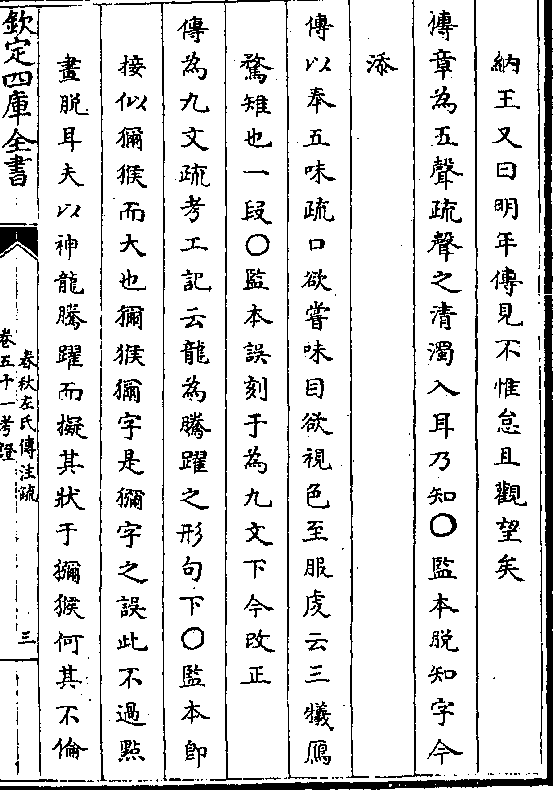 納王又曰明年傳見不惟怠且觀望矣
傳章為五聲疏聲之清濁入耳乃知〇監本脫知字今
添
傳以奉五味疏口欲嘗味目欲視色至服虔云三犧鴈
鶩雉也一段〇監本誤刻于為九文下今改正
傳為九文疏考工記云龍為騰躍之形句下〇監本即
接似獼猴而大也獼猴獼字是獮字之誤此不過點
畫脫耳夫以神龍騰躍而擬其狀于獼猴何其不倫
欽定四庫全書
春秋左氏傳注疏
卷五十一考證
三